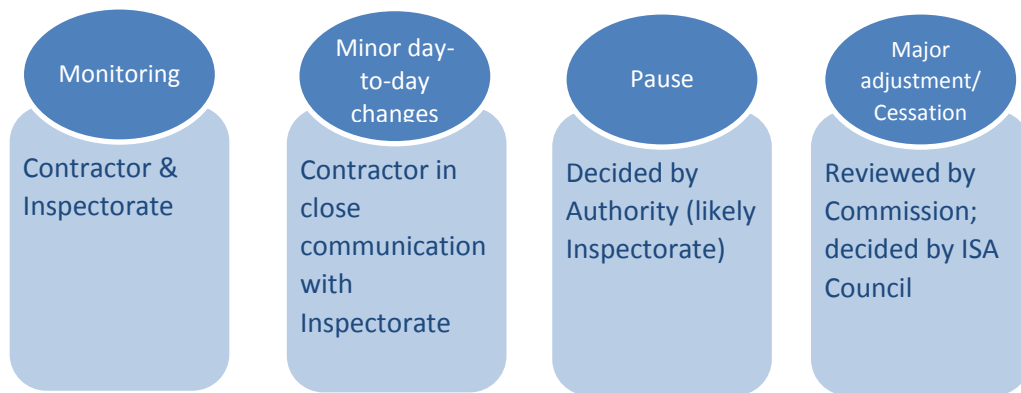 Monitoring
Contractor &
Inspectorate
Minor day-
to-day
changes
Contractor in
close
communication
with
Inspectorate
Pause
Decided by
Authority (likely
Inspectorate)
Major
adjustment/
Cessation
Reviewed by
Commission;
decided by ISA
Council